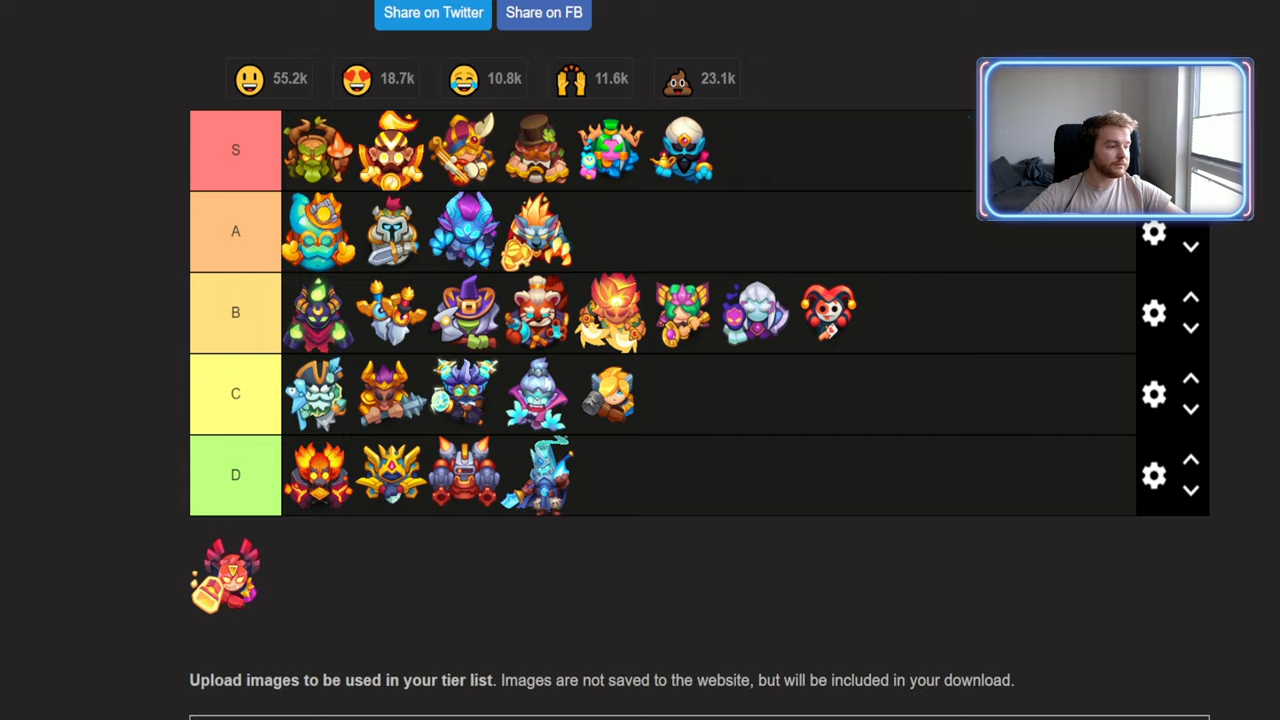 Share on Twitter Share on FB
55.2k 18.7k 10.8k 11.6k 23.1k
S
A
B
C
D
Upload images to be used in your tier list. Images are not saved to the website, but will be included in your download.